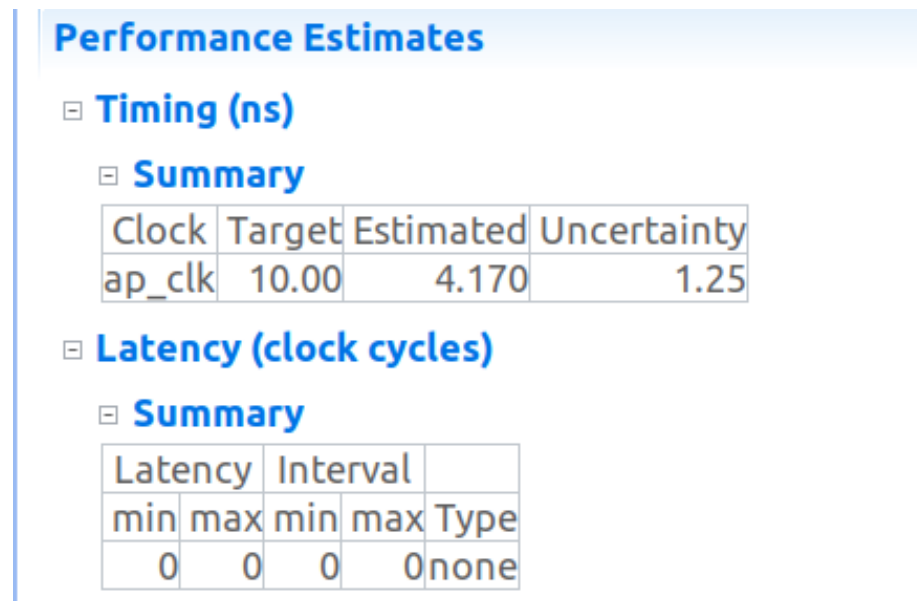 Performance Estimates
Timing (ns)
Summary
Clock Target Estimated Uncertainty
ap_clk 10.00 4.170 1.25
Latency (clock cycles)
Summary
Latency Interval
min max min max Type
0 0 0 0 none